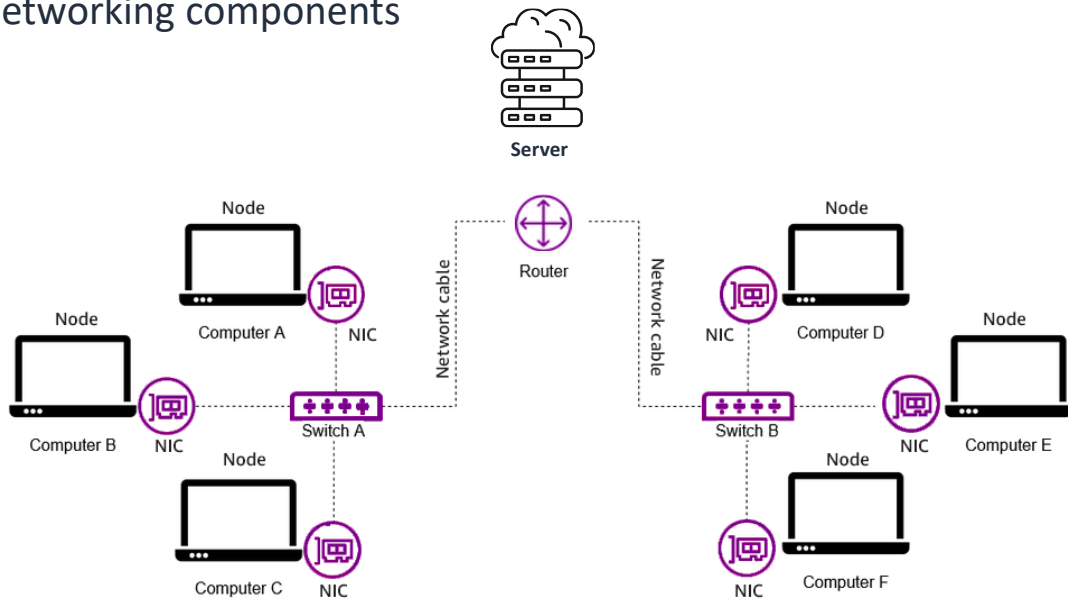 etworking components
Server
Node
Node
Router
Network cable
Network cable
Computer A
NIC
NIC
Computer D
Node
Node
Switch A
Switch B
Computer B
NIC
NIC
Computer E
Node
Node
Computer C
NIC
NIC
Computer F